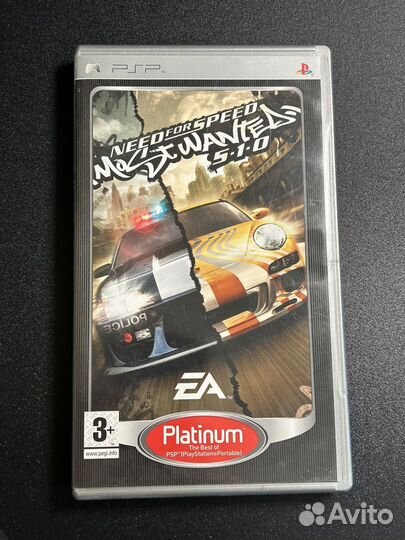 PSP
NEED FOR SPEED
MOST WANTED
5-1-0
POLICE
EA
3+
www.pegi.info
Platinum
The Best of
PSP™ (PlayStation®Portable)
Avito